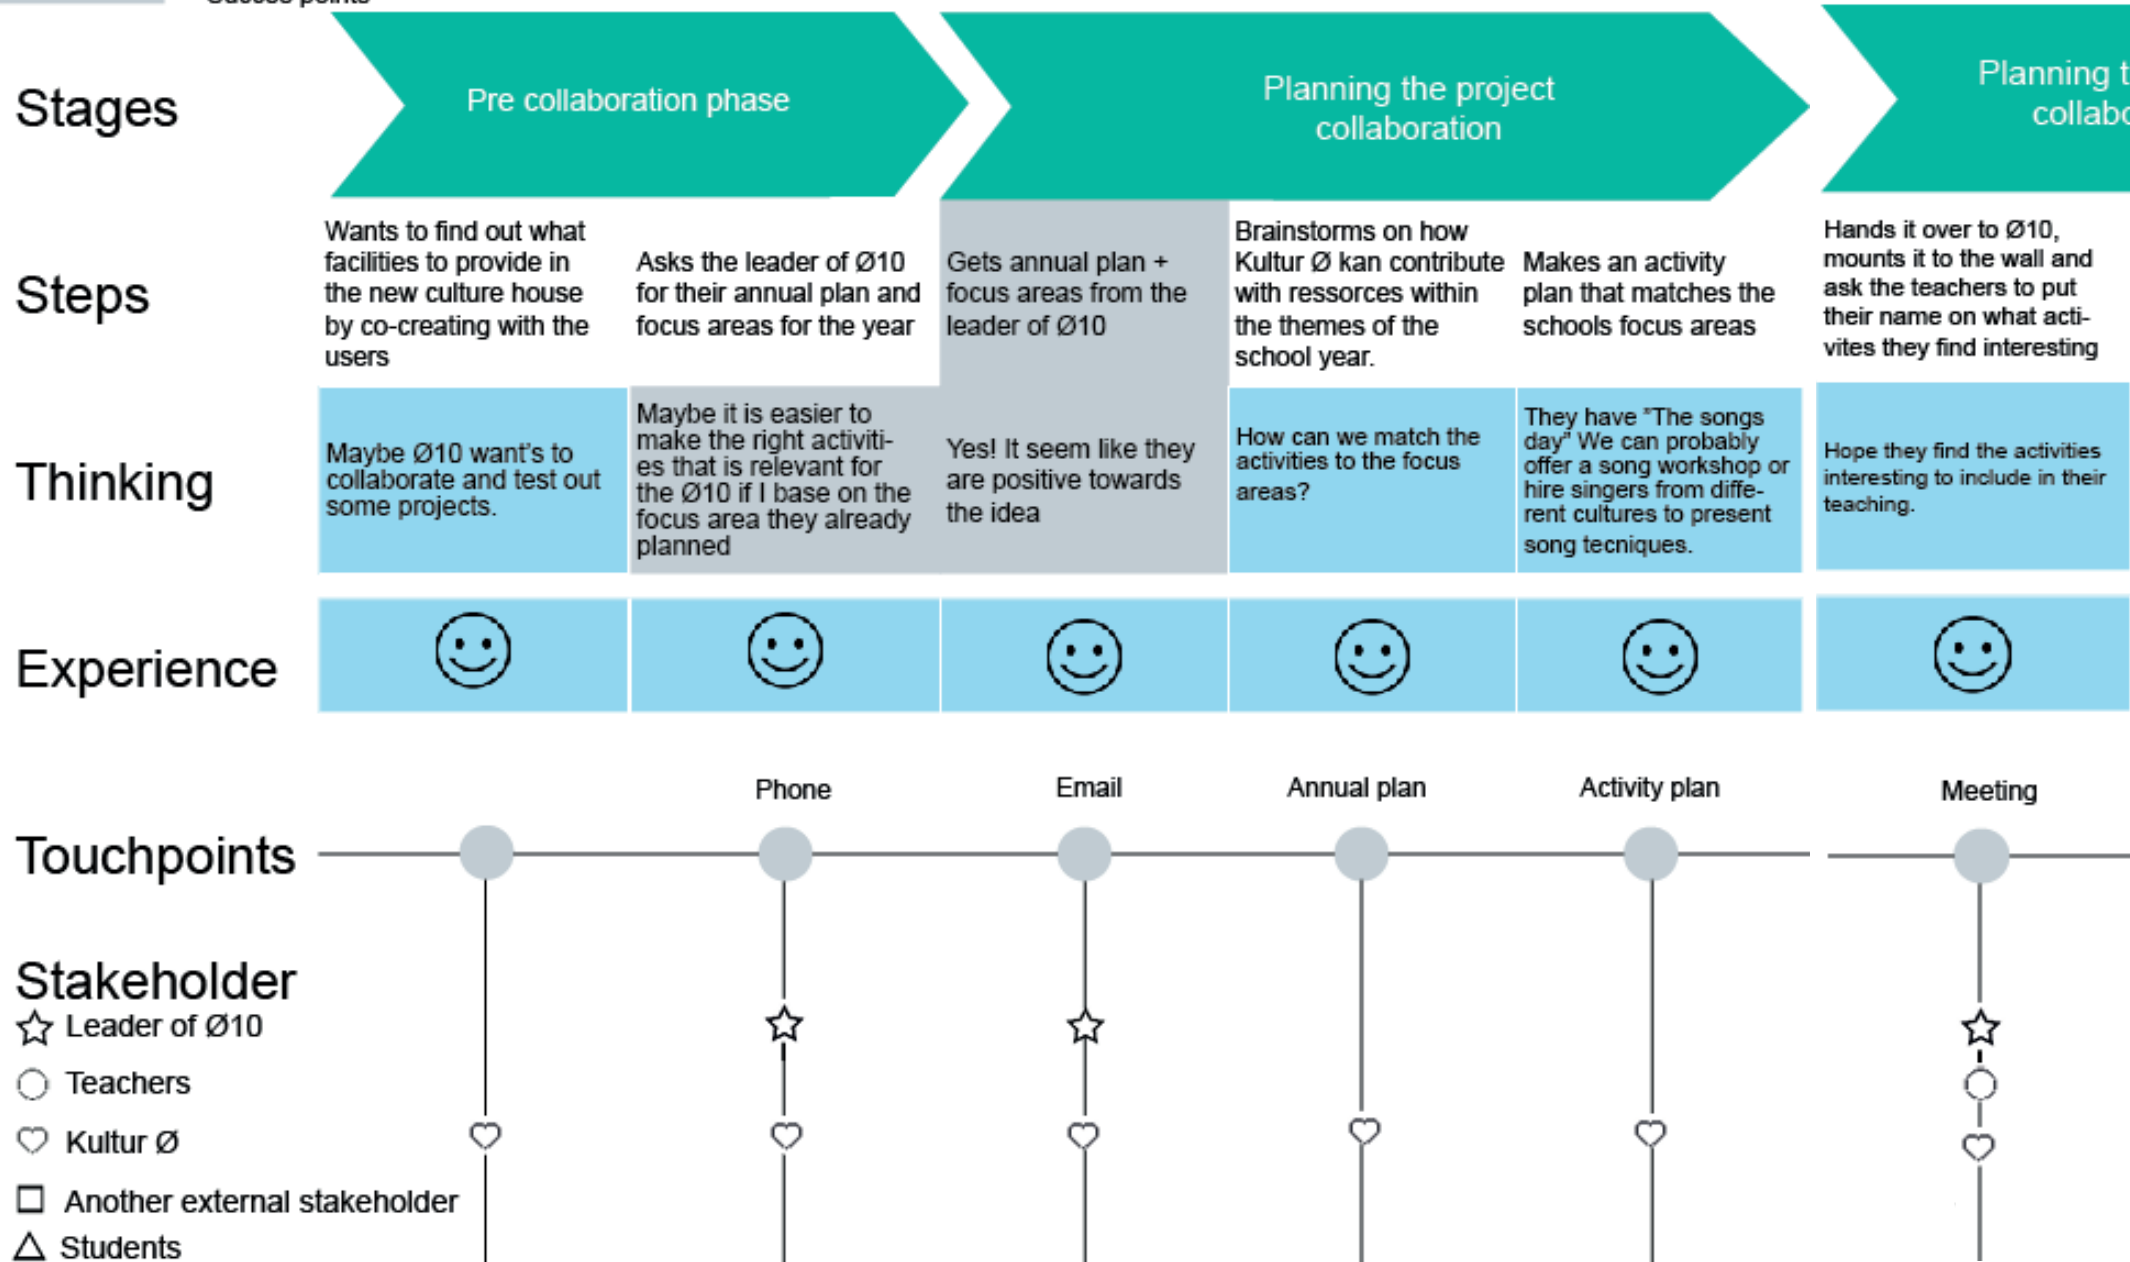 Success points
Stages
Pre collaboration phase
Planning the project
collaboration
Planning
Steps
Wants to find out what
facilities to provide in
the new culture house
by co-creating with the
users
Asks the leader of Ø10
for their annual plan and
focus areas for the year
Gets annual plan +
focus areas from the
leader of Ø10
Brainstorms on how
Kultur Ø kan contribute
with ressorces within
the themes of the
school year.
Makes an activity
plan that matches the
schools focus areas
Hands it over to Ø10,
mounts it to the wall and
ask the teachers to put
their name on what acti-
vites they find interesting
Thinking
Maybe Ø10 want's to
collaborate and test out
some projects.
Maybe it is easier to
make the right activiti-
es that is relevant for
the Ø10 if I base on the
focus area they already
planned
Yes! It seem like they
are positive towards
the idea
How can we match the
activities to the focus
areas?
They have "The songs
day" We can probably
offer a song workshop or
hire singers from diffe-
rent cultures to present
song tecniques.
Hope they find the activities
interesting to include in their
teaching.
Experience
Phone
Email
Annual plan
Activity plan
Meeting
Touchpoints
Stakeholder
Leader of Ø10
Teachers
Kultur Ø
Another external stakeholder
Students